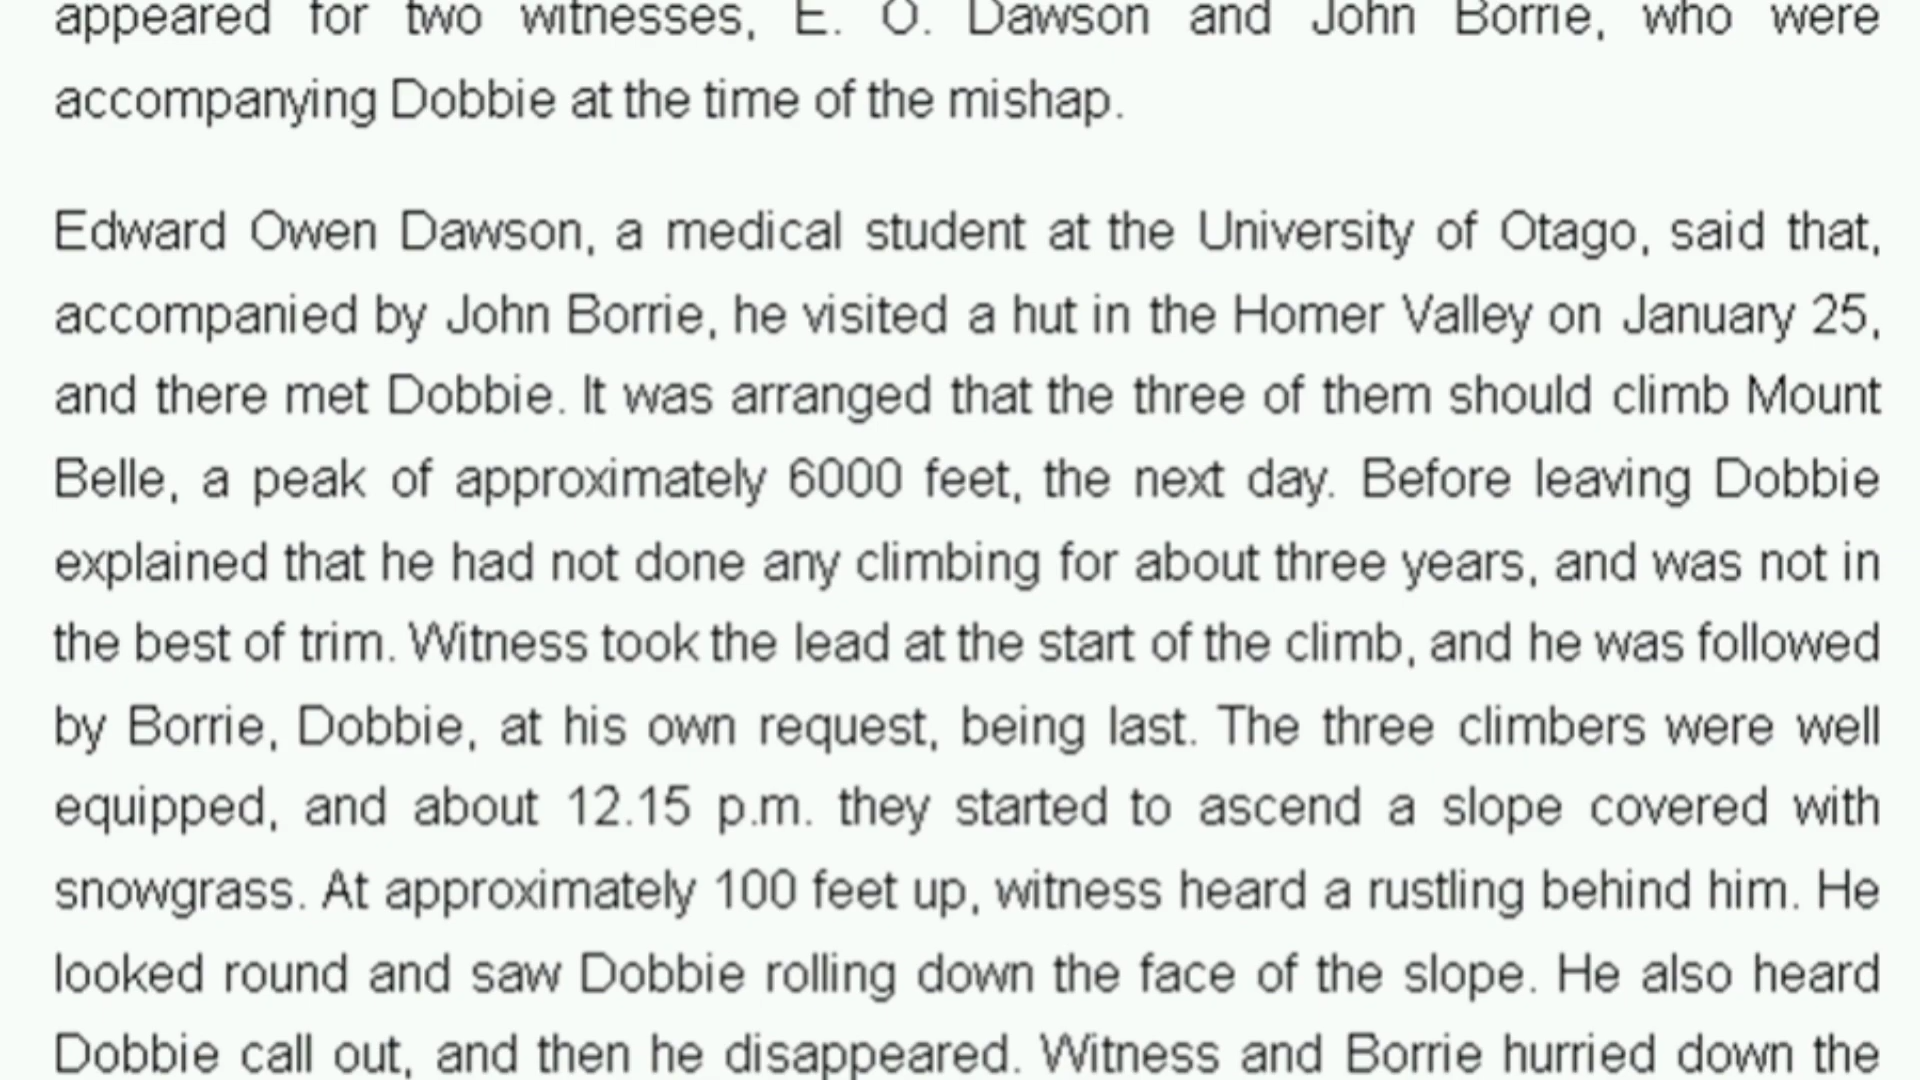 appeared for two witnesses, E. O. Dawson and John Borrie, who were
accompanying Dobbie at the time of the mishap.
Edward Owen Dawson, a medical student at the University of Otago, said that,
accompanied by John Borrie, he visited a hut in the Homer Valley on January 25,
and there met Dobbie. It was arranged that the three of them should climb Mount
Belle, a peak of approximately 6000 feet, the next day. Before leaving Dobbie
explained that he had not done any climbing for about three years, and was not in
the best of trim. Witness took the lead at the start of the climb, and he was followed
by Borrie, Dobbie, at his own request, being last. The three climbers were well
equipped, and about 12.15 p.m. they started to ascend a slope covered with
snowgrass. At approximately 100 feet up, witness heard a rustling behind him. He
looked round and saw Dobbie rolling down the face of the slope. He also heard
Dobbie call out, and then he disappeared. Witness and Borrie hurried down the